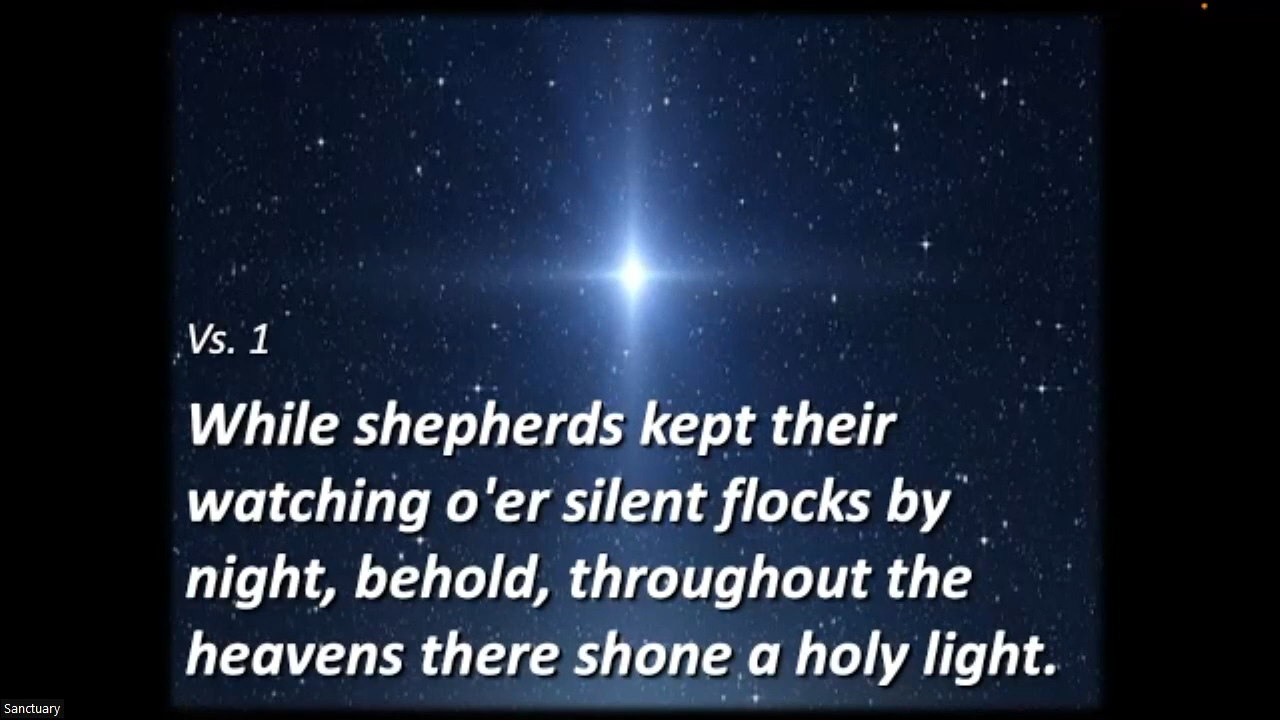 Vs. 1
While shepherds kept their
watching o'er silent flocks by
night, behold, throughout the
heavens there shone a holy light.
Sanctuary